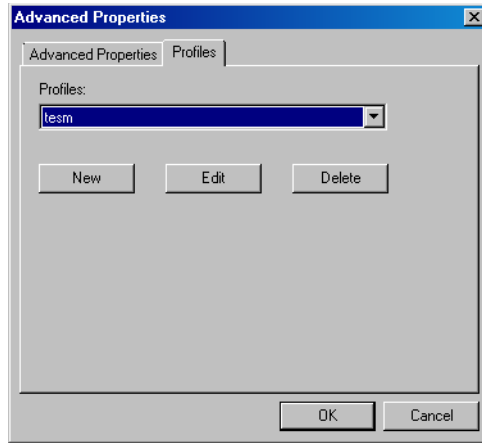 Advanced Properties
Advanced Properties Profiles
Profiles:
tesm
New Edit Delete
OK Cancel